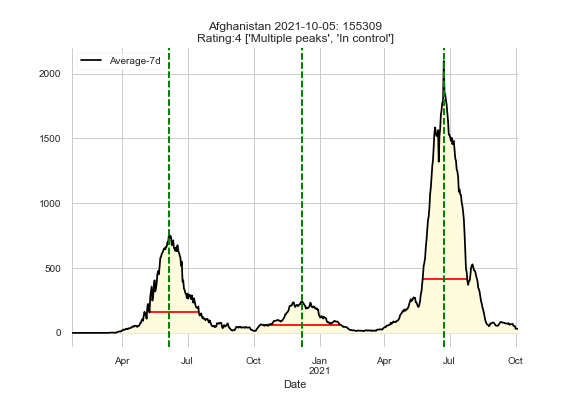 Afghanistan 2021-10-05: 155309
Rating:4 ['Multiple peaks', 'In control']
Average-7d
2000
1500
1000
500
0
Apr Jul Oct Jan Apr Jul Oct
2021
Date